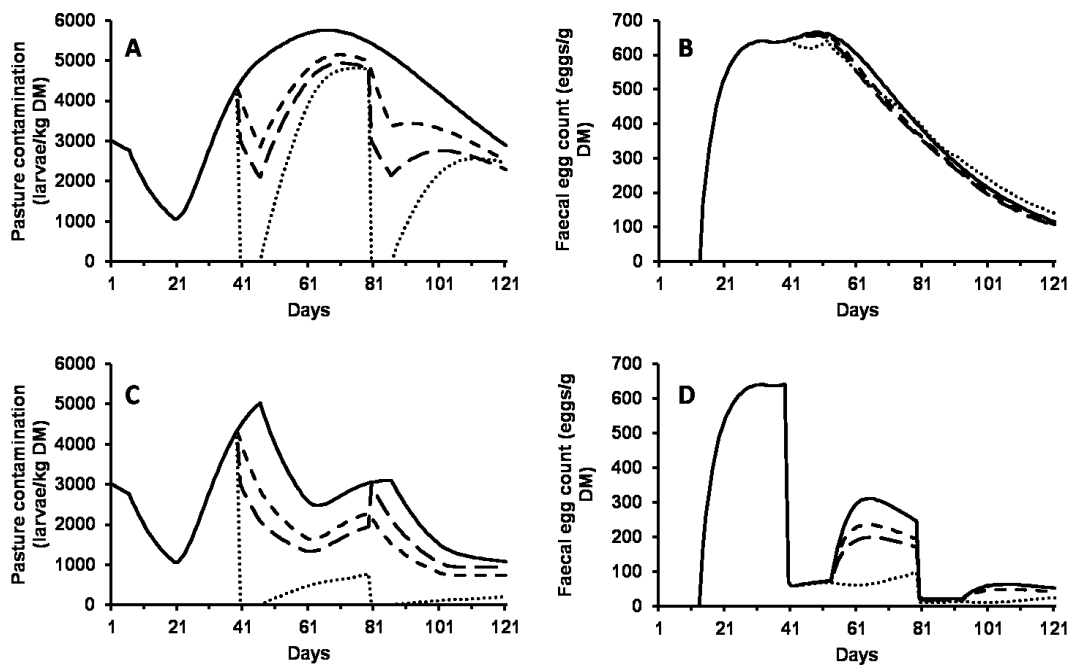 A
Pasture contamination
(larvae/kg DM)
6000
5000
4000
3000
2000
1000
0
1 21 41 61 81 101 121
Days
B
Faecal egg count (eggs/g
DM)
700
600
500
400
300
200
100
0
1 21 41 61 81 101 121
Days
C
Pasture contamination
(larvae/kg DM)
6000
5000
4000
3000
2000
1000
0
1 21 41 61 81 101 121
Days
D
Faecal egg count (eggs/g
DM)
700
600
500
400
300
200
100
0
1 21 41 61 81 101 121
Days